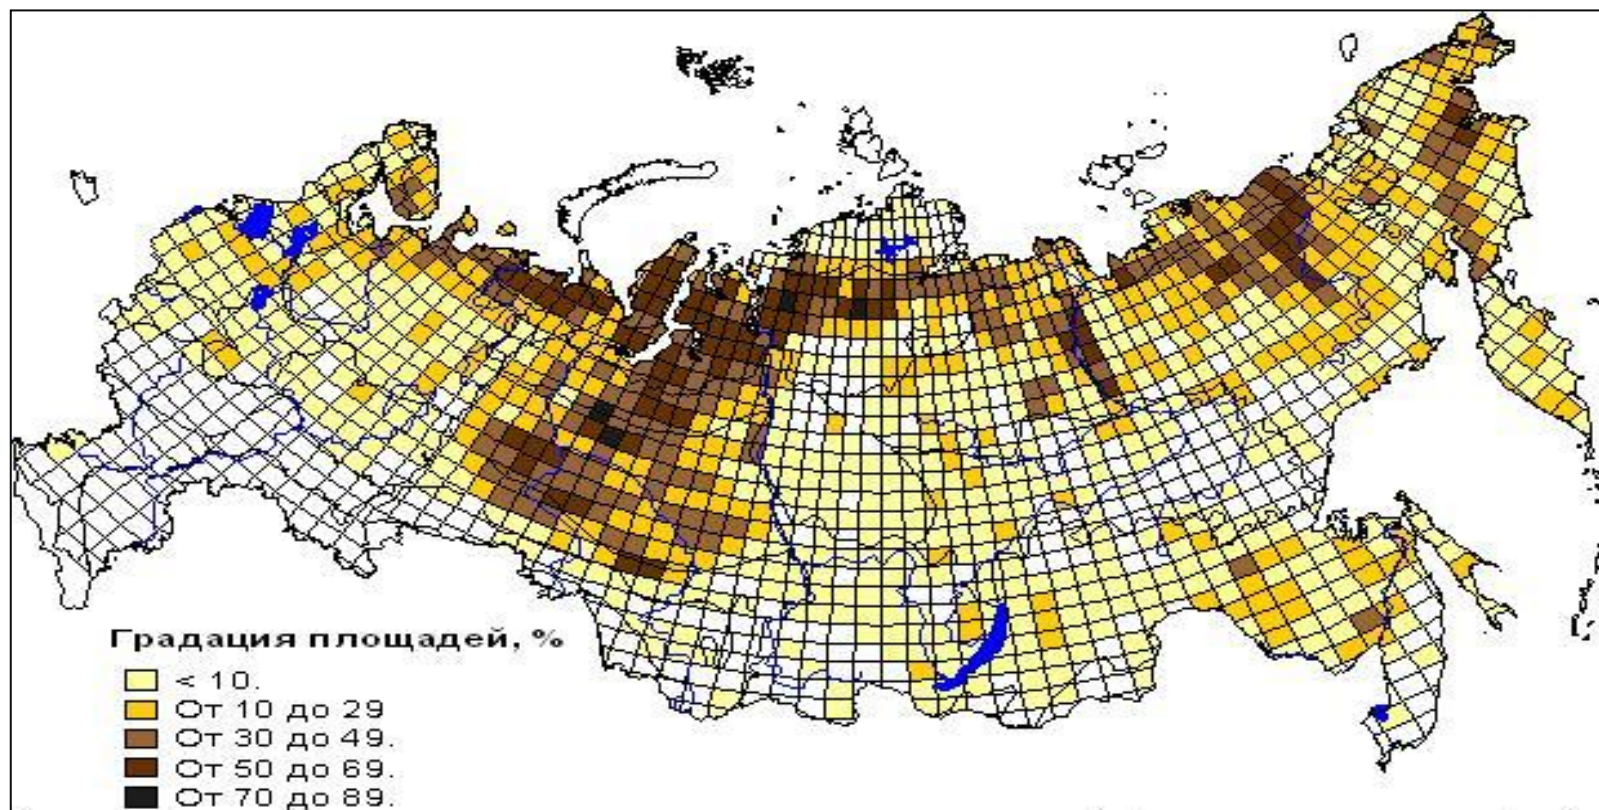 Градация площадей, %
< 10.
От 10 до 29
От 30 до 49.
От 50 до 69.
От 70 до 89.